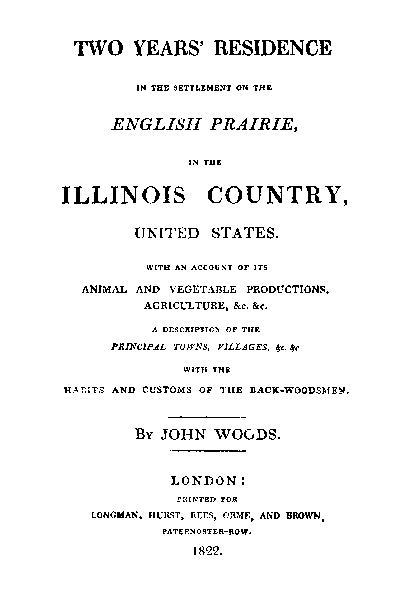 TWO YEARS' RESIDENCE
IN THE SETTLEMENT ON THE
ENGLISH PRAIRIE,
IN THE
ILLINOIS COUNTRY,
UNITED STATES.
WITH AN ACCOUNT OF ITS
ANIMAL AND VEGETABLE PRODUCTIONS,
AGRICULTURE, &c. &c.
A DESCRIPTION OF THE
PRINCIPAL TOWNS, VILLAGES, &c. &c
WITH THE
HABITS AND CUSTOMS OF THE BACK-WOODSMEN.
BY JOHN WOODS.
LONDON:
PRINTED FOR
LONGMAN, HURST, REES, ORME, AND BROWN,
PATERNOSTER-ROW.
1822.